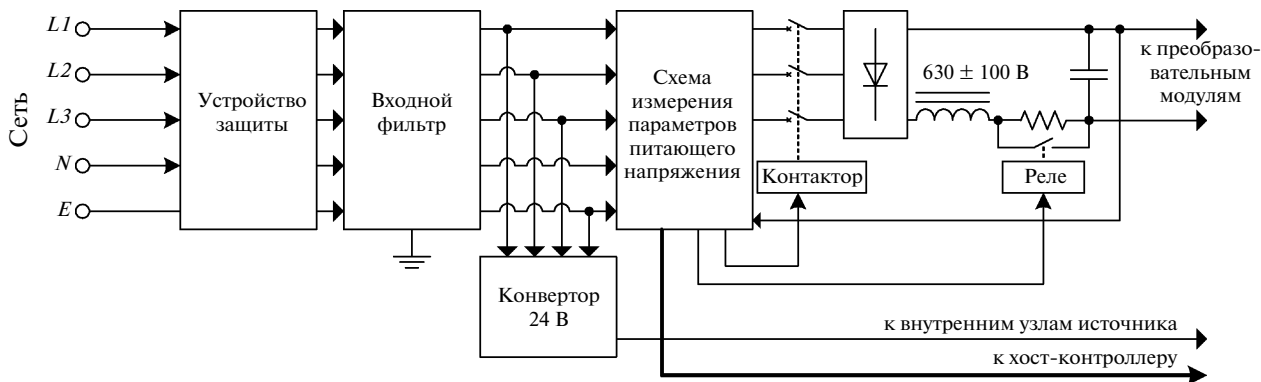 Сеть
L1
L2
L3
N
E
Устройство
защиты
Входной
фильтр
Схема
измерения
параметров
питающего
напряжения
Конвертор
24 В
Контактор
630 ± 100 В
Реле
к преобразо-
вательным
модулям
к внутренним узлам источника
к хост-контроллеру